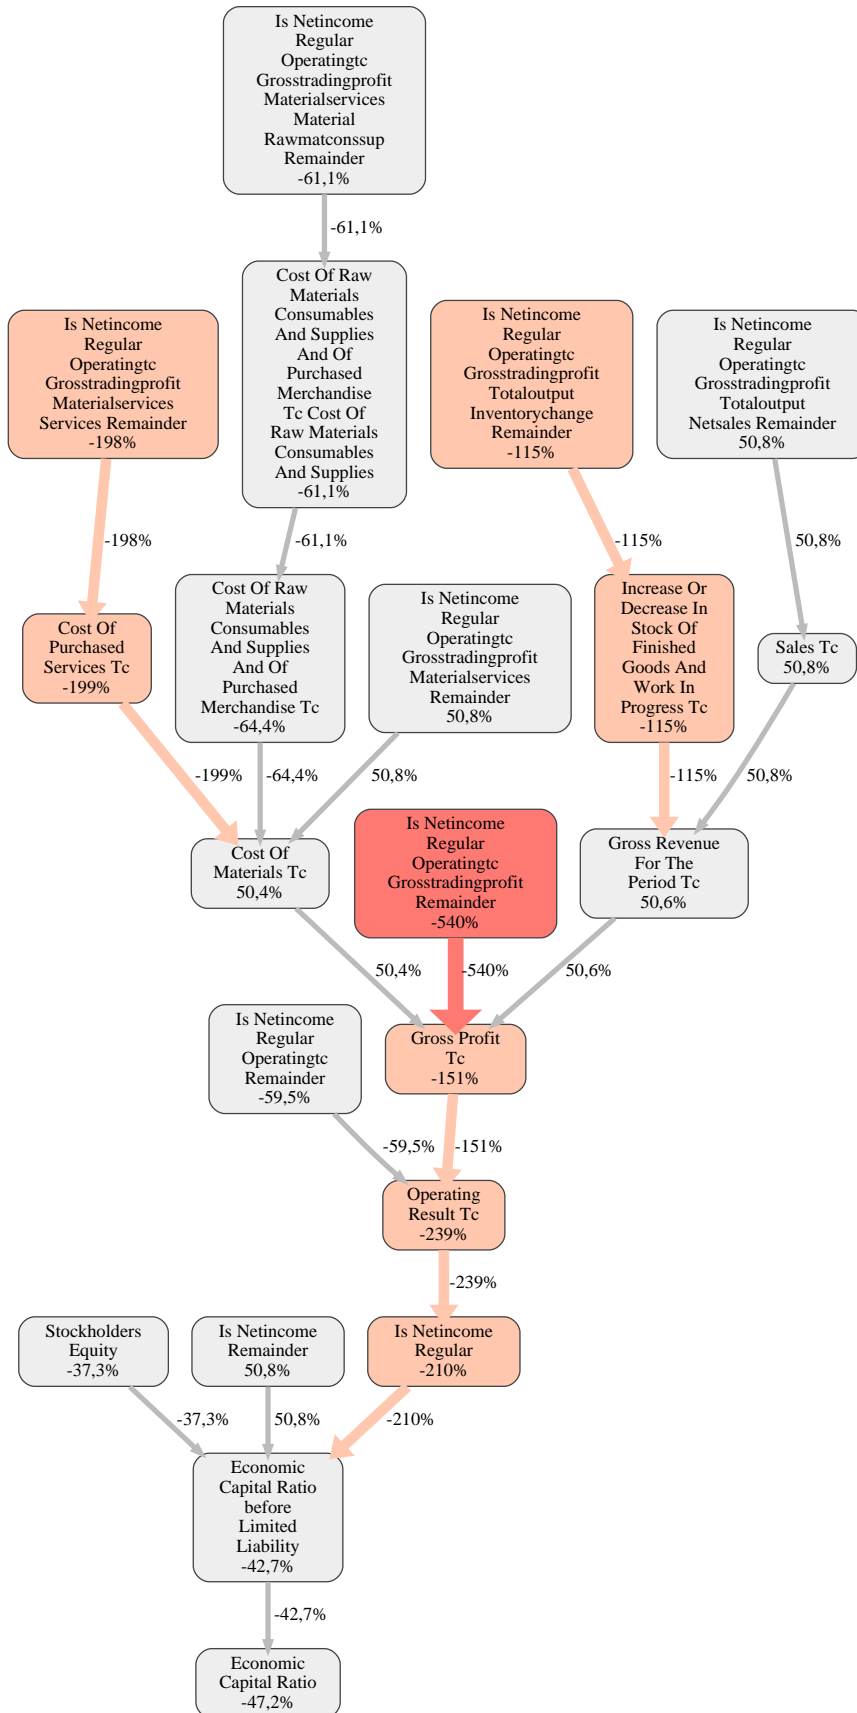 Is Netincome
Regular
Operatingtc
Grosstradingprofit
Materialservices
Material
Rawmatconssup
Remainder
-61,1%
-61,1%
Cost Of Raw
Materials
Consumables
And Supplies
And Of
Purchased
Merchandise
Tc Cost Of
Raw Materials
Consumables
And Supplies
-61,1%
Is Netincome
Regular
Operatingtc
Grosstradingprofit
Materialservices
Services Remainder
-198%
Is Netincome
Regular
Operatingtc
Grosstradingprofit
Totaloutput
Inventorychange
Remainder
-115%
Is Netincome
Regular
Operatingtc
Grosstradingprofit
Totaloutput
Netsales Remainder
50,8%
-198%
-61,1%
-115%
50,8%
Cost Of
Purchased
Services Tc
-199%
Cost Of Raw
Materials
Consumables
And Supplies
And Of
Purchased
Merchandise Tc
-64,4%
Is Netincome
Regular
Operatingtc
Grosstradingprofit
Materialservices
Remainder
50,8%
Increase Or
Decrease In
Stock Of
Finished
Goods And
Work In
Progress Tc
-115%
Sales Tc
50,8%
-199%
-64,4%
50,8%
-115%
50,8%
Cost Of
Materials Tc
50,4%
Is Netincome
Regular
Operatingtc
Grosstradingprofit
Remainder
-540%
Gross Revenue
For The
Period Tc
50,6%
50,4%
-540%
50,6%
Is Netincome
Regular
Operatingtc
Remainder
-59,5%
Gross Profit
Tc
-151%
-59,5%
-151%
Operating
Result Tc
-239%
-239%
Stockholders
Equity
-37,3%
Is Netincome
Remainder
50,8%
Is Netincome
Regular
-210%
-37,3%
50,8%
-210%
Economic
Capital Ratio
before
Limited
Liability
-42,7%
-42,7%
Economic
Capital Ratio
-47,2%